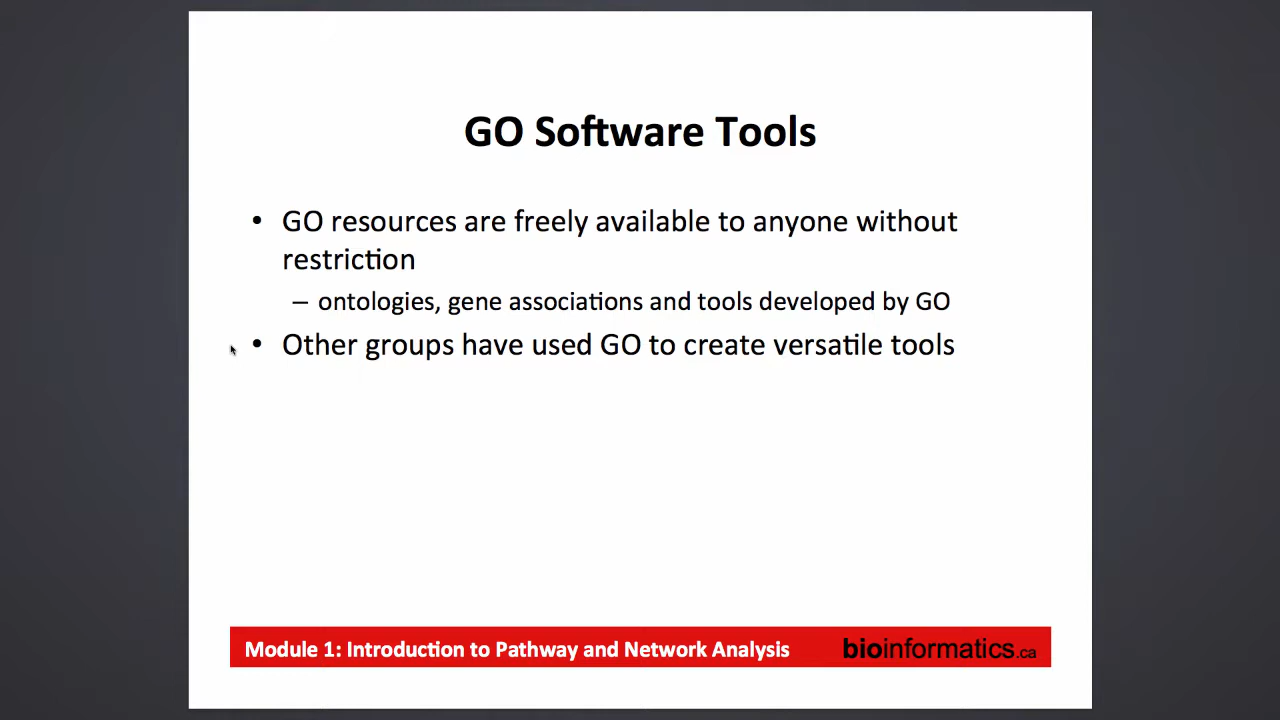 GO Software Tools
• GO resources are freely available to anyone without
restriction
– ontologies, gene associations and tools developed by GO
• Other groups have used GO to create versatile tools
Module 1: Introduction to Pathway and Network Analysis bioinformatics.ca